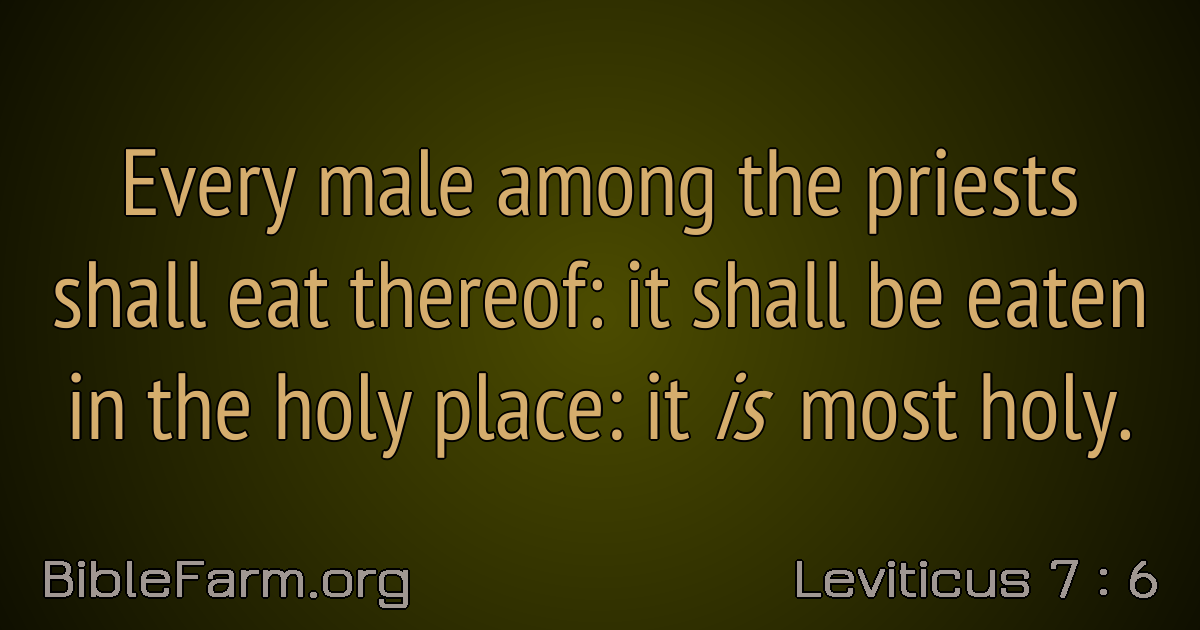 Every male among the priests
shall eat thereof: it shall be eaten
in the holy place: it is most holy.
BibleFarm.org
Leviticus 7 : 6